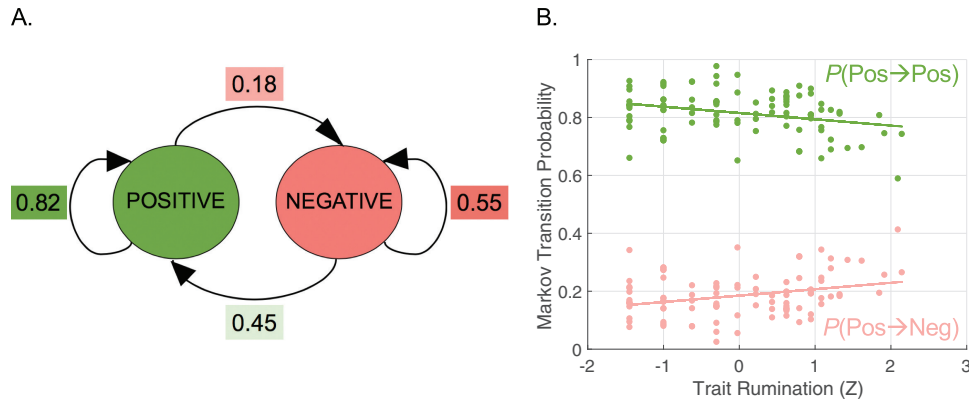 A.
0.18
POSITIVE
NEGATIVE
0.82
0.55
0.45
B.
P(Pos→Pos)
P(Pos→Neg)
Markov Transition Probability
1
0.8
0.6
0.4
0.2
0
-2 -1 0 1 2 3
Trait Rumination (Z)